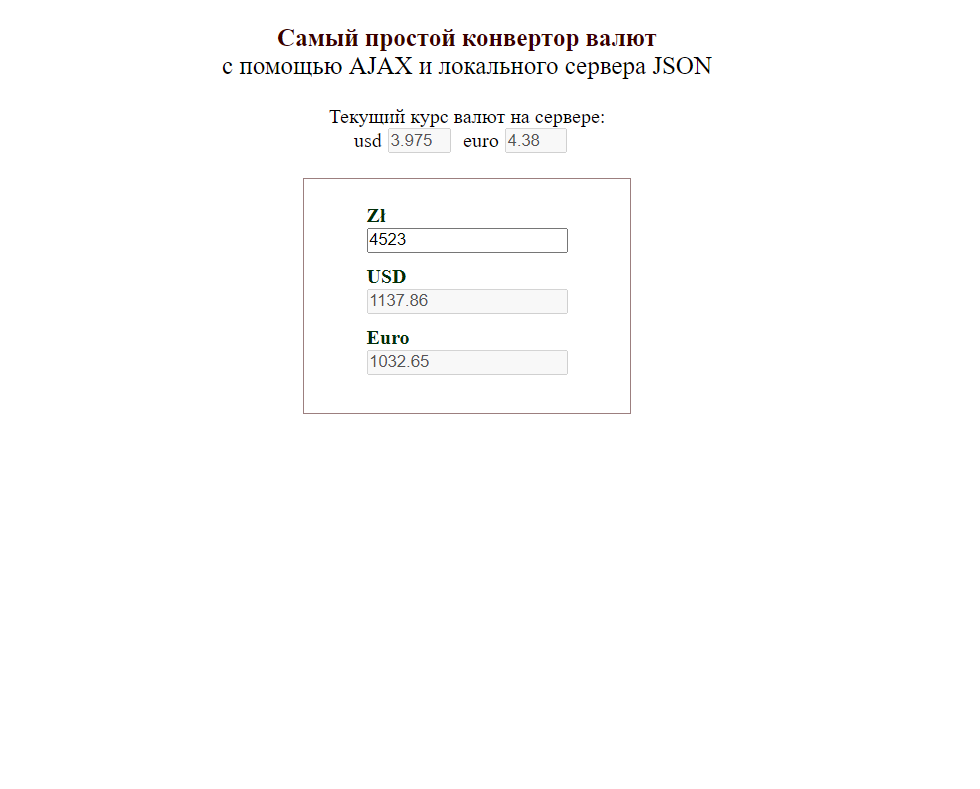 Самый простой конвертор валют
с помощью AJAX и локального сервера JSON
Текущий курс валют на сервере:
usd 3.975 euro 4.38
Zł
4523
USD
1137.86
Euro
1032.65